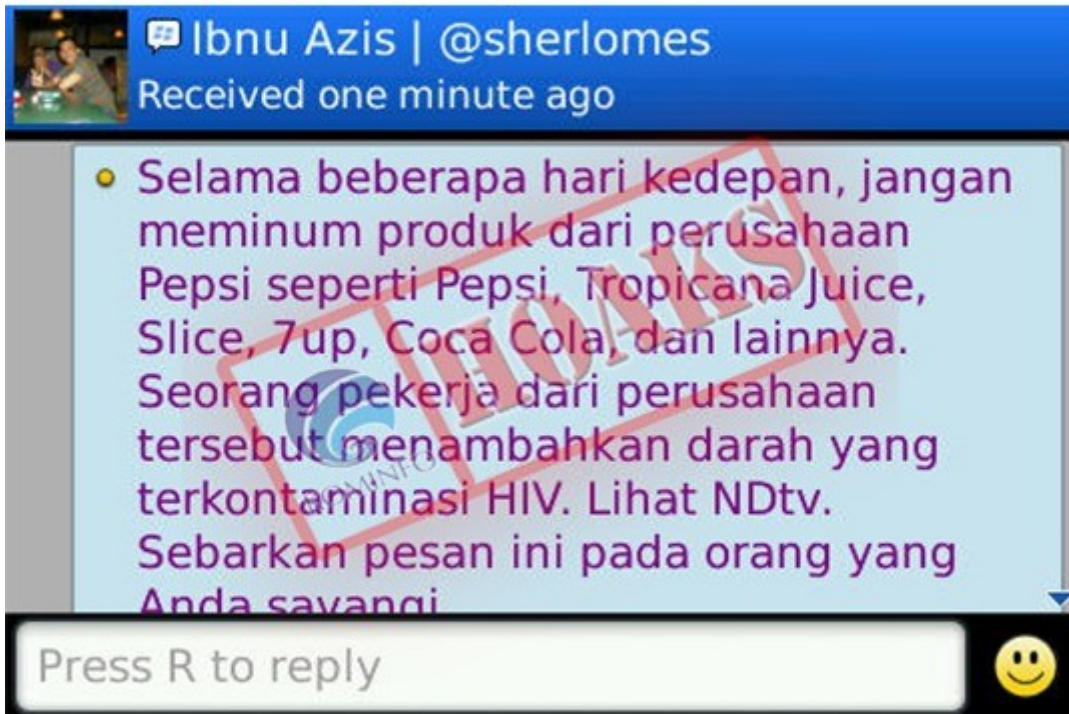 Ibnu Azis | @sherlomes
Received one minute ago
Selama beberapa hari kedepan, jangan
meminum produk dari perusahaan
Pepsi seperti Pepsi, Tropicana Juice,
Slice, 7up, Coca Cola, dan lainnya.
Seorang pekerja dari perusahaan
tersebut menambahkan darah yang
terkontaminasi HIV. Lihat NDtv.
Sebarkan pesan ini pada orang yang
Anda sayangi
HOAKS
KOMINFO
Press R to reply